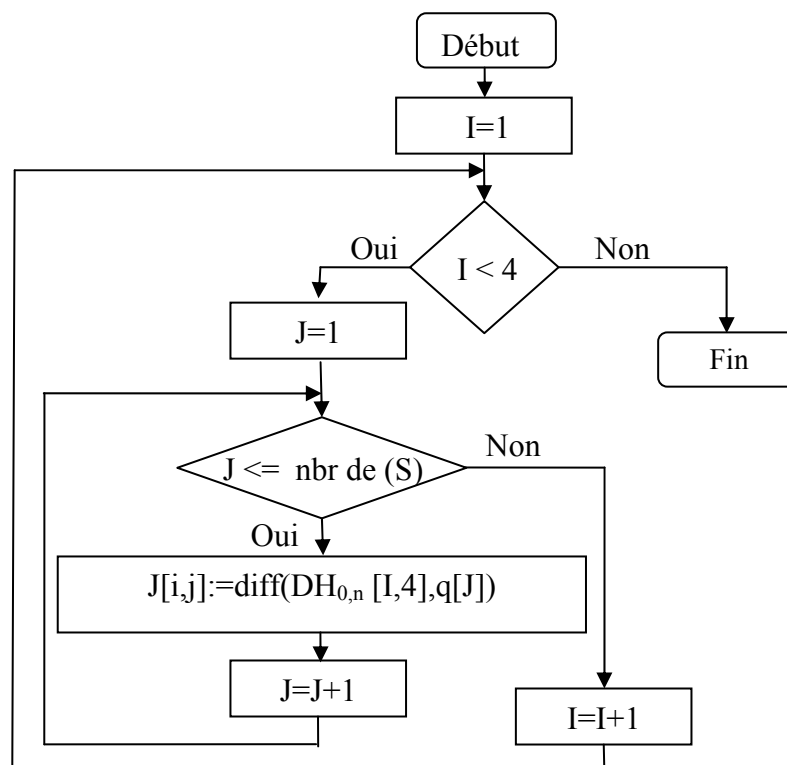 Début
I=1
Oui
I < 4
Non
J=1
Fin
J <= nbr de (S)
Non
Oui
J[i,j]:=diff(DH0,n [I,4],q[J])
J=J+1
I=I+1